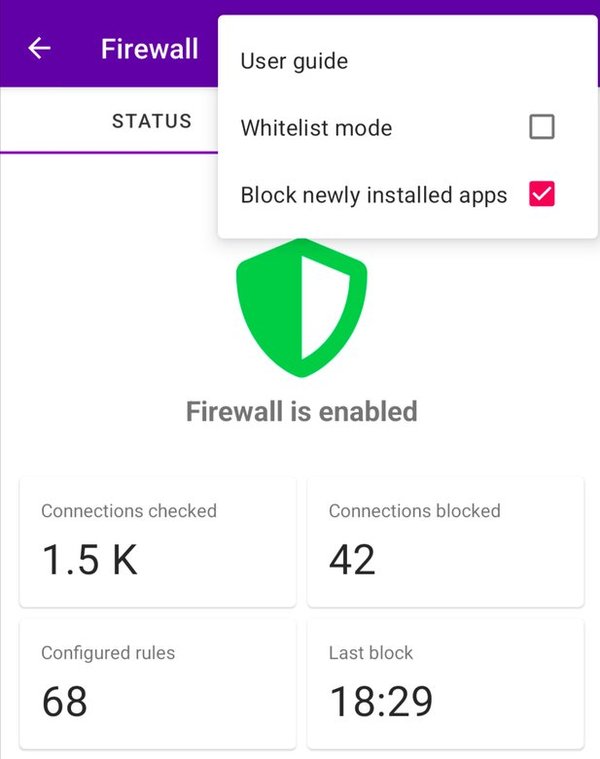 Firewall
User guide
STATUS
Whitelist mode
Block newly installed apps
Firewall is enabled
Connections checked
1.5 K
Connections blocked
42
Configured rules
68
Last block
18:29